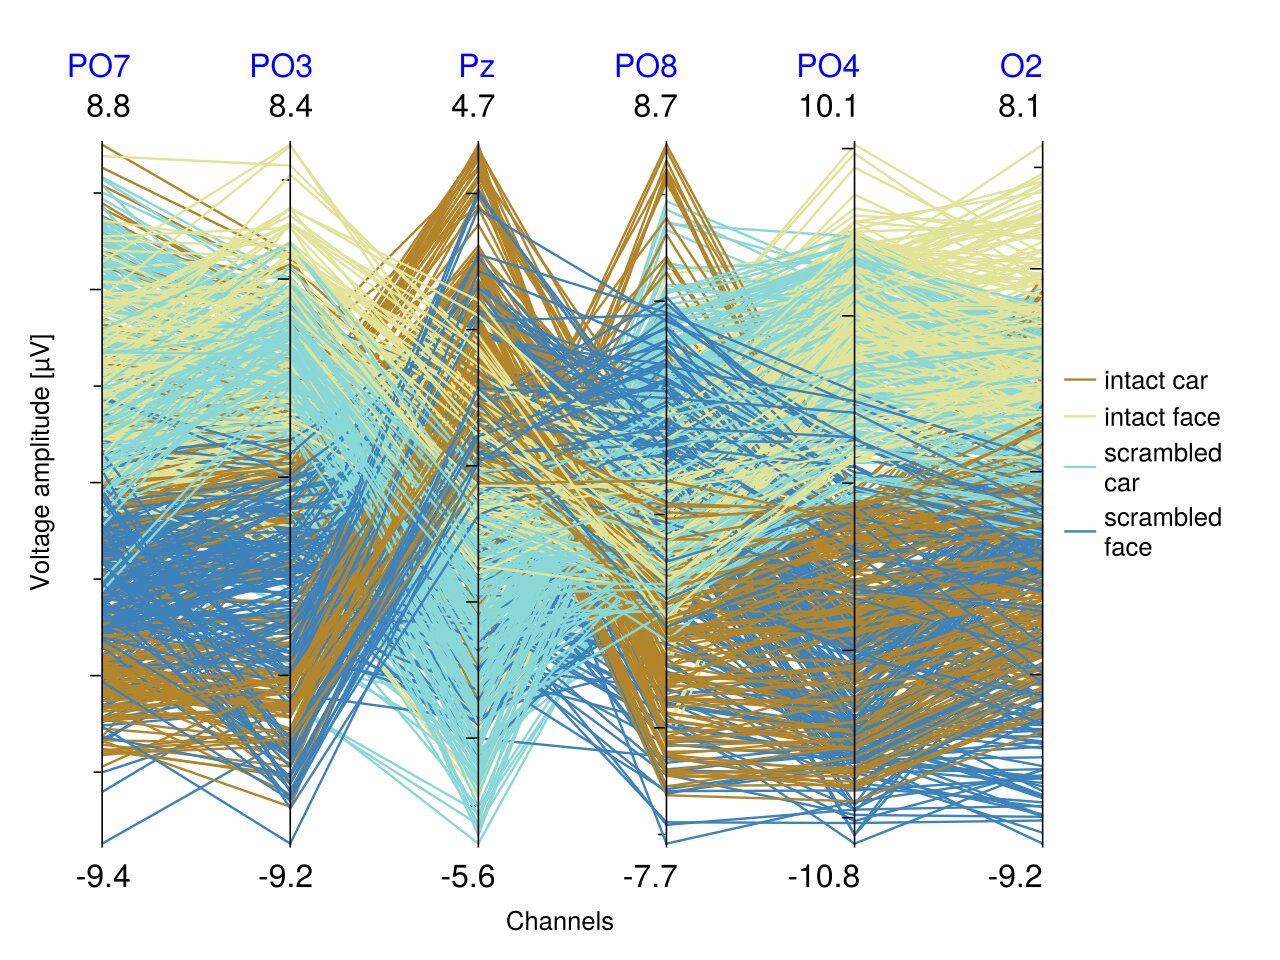 PO7 PO3 Pz PO8 PO4 O2
8.8 8.4 4.7 8.7 10.1 8.1
Voltage amplitude [µV]
intact car
intact face
scrambled
car
scrambled
face
-9.4 -9.2 -5.6 -7.7 -10.8 -9.2
Channels